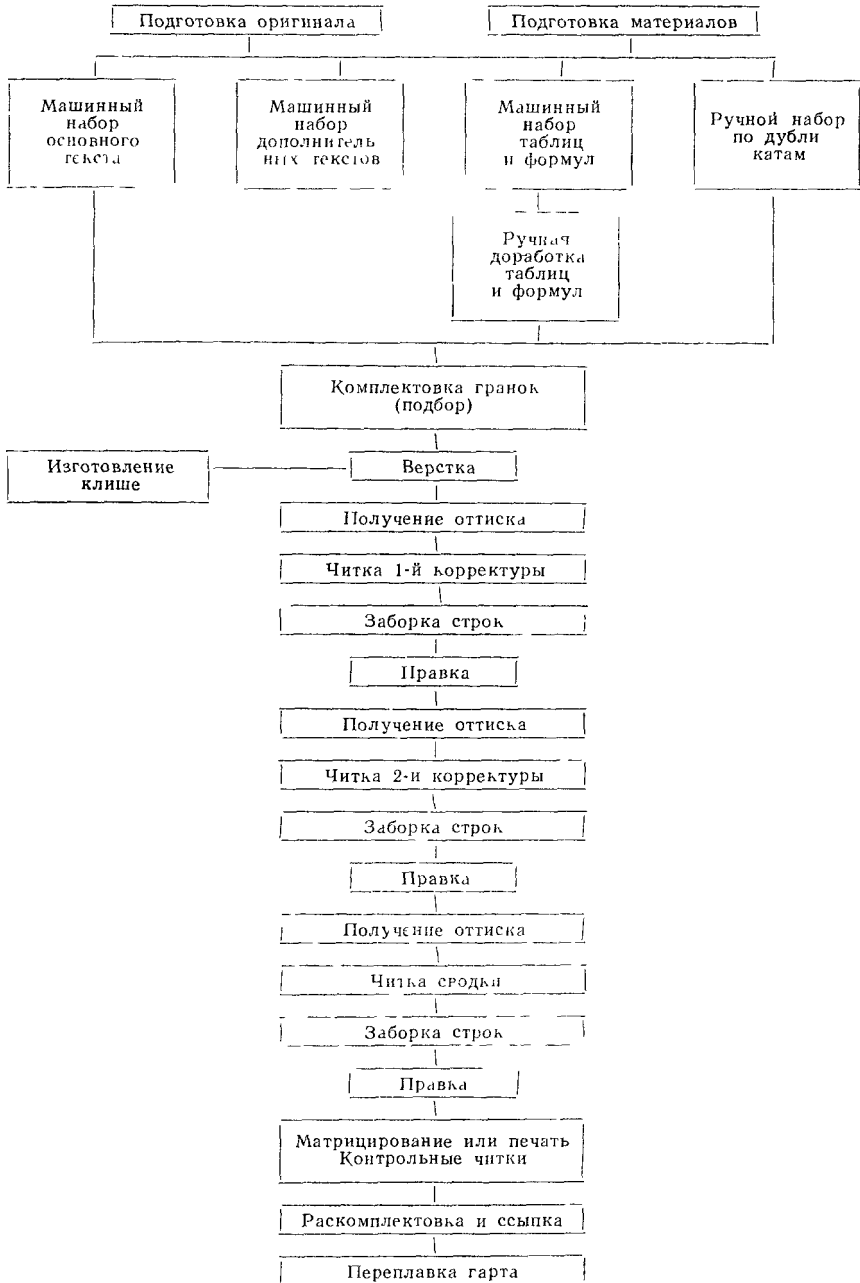 Подготовка оригинала
Подготовка материалов
Машинный
набор
основного
текста
Машинный
набор
дополнитель
ных текстов
Машинный
набор
таблиц
и формул
Ручной набор
по дубли
катам
Ручная
доработка
таблиц
и формул
Комплектовка гранок
(подбор)
Изготовление
клише
Верстка
Получение оттиска
Читка 1-й корректуры
Заборка строк
Правка
Получение оттиска
Читка 2-и корректуры
Заборка строк
Правка
Получение оттиска
Читка сводки
Заборка строк
Правка
Матрицирование или печать
Контрольные читки
Раскомплектовка и ссыпка
Переплавка гарта